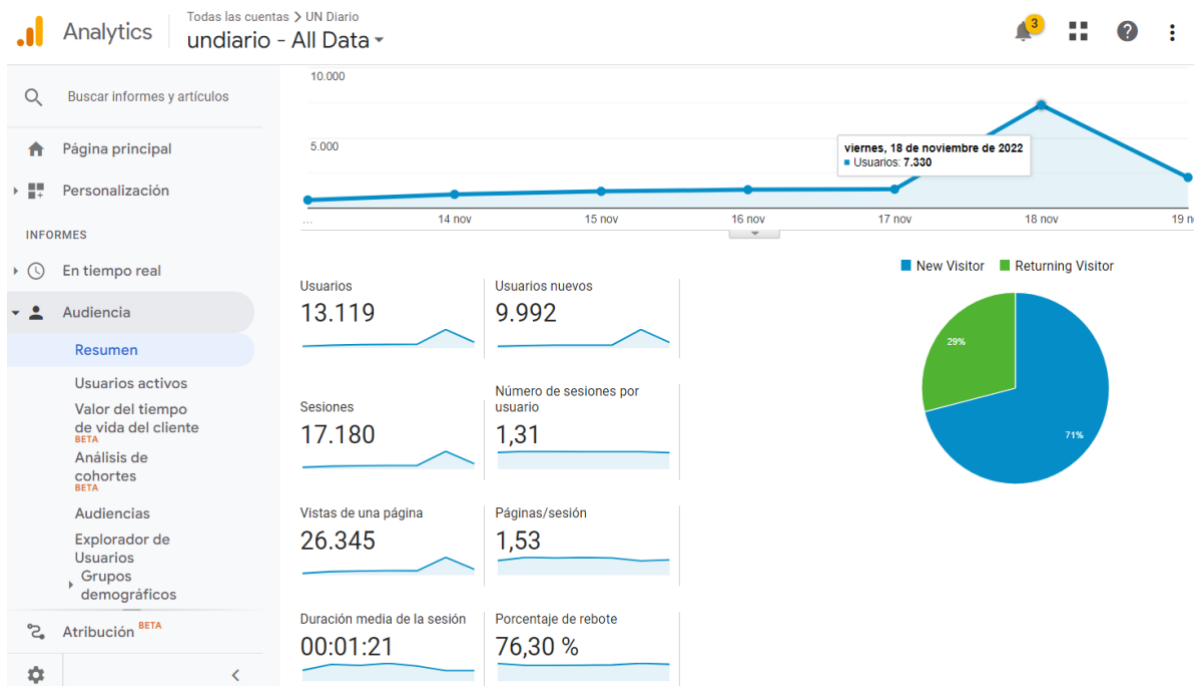 Analytics
Todas las cuentas > UN Diario
undiario - All Data
3
Buscar informes y artículos
Página principal
Personalización
INFORMES
En tiempo real
Audiencia
Resumen
Usuarios activos
Valor del tiempo
de vida del cliente
BETA
Análisis de
cohortes
BETA
Audiencias
Explorador de
Usuarios
Grupos
demográficos
Atribución BETA
10.000
5.000
viernes, 18 de noviembre de 2022
Usuarios: 7.330
...
14 nov
15 nov
16 nov
17 nov
18 nov
19 n
New Visitor
Returning Visitor
29%
71%
Usuarios
13.119
Usuarios nuevos
9.992
Sesiones
17.180
Número de sesiones por
usuario
1,31
Vistas de una página
26.345
Páginas/sesión
1,53
Duración media de la sesión
00:01:21
Porcentaje de rebote
76,30 %